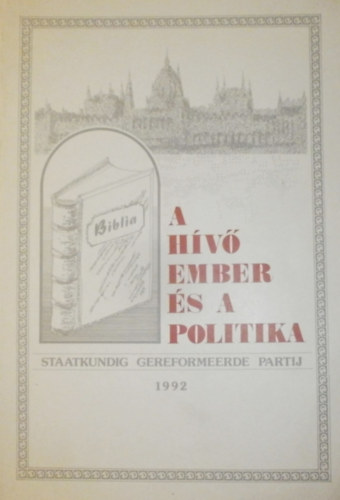 Biblia
A
HÍVŐ
EMBER
ÉS A
POLITIKA
STAATKUNDIG GEREFORMEERDE PARTIJ
1992